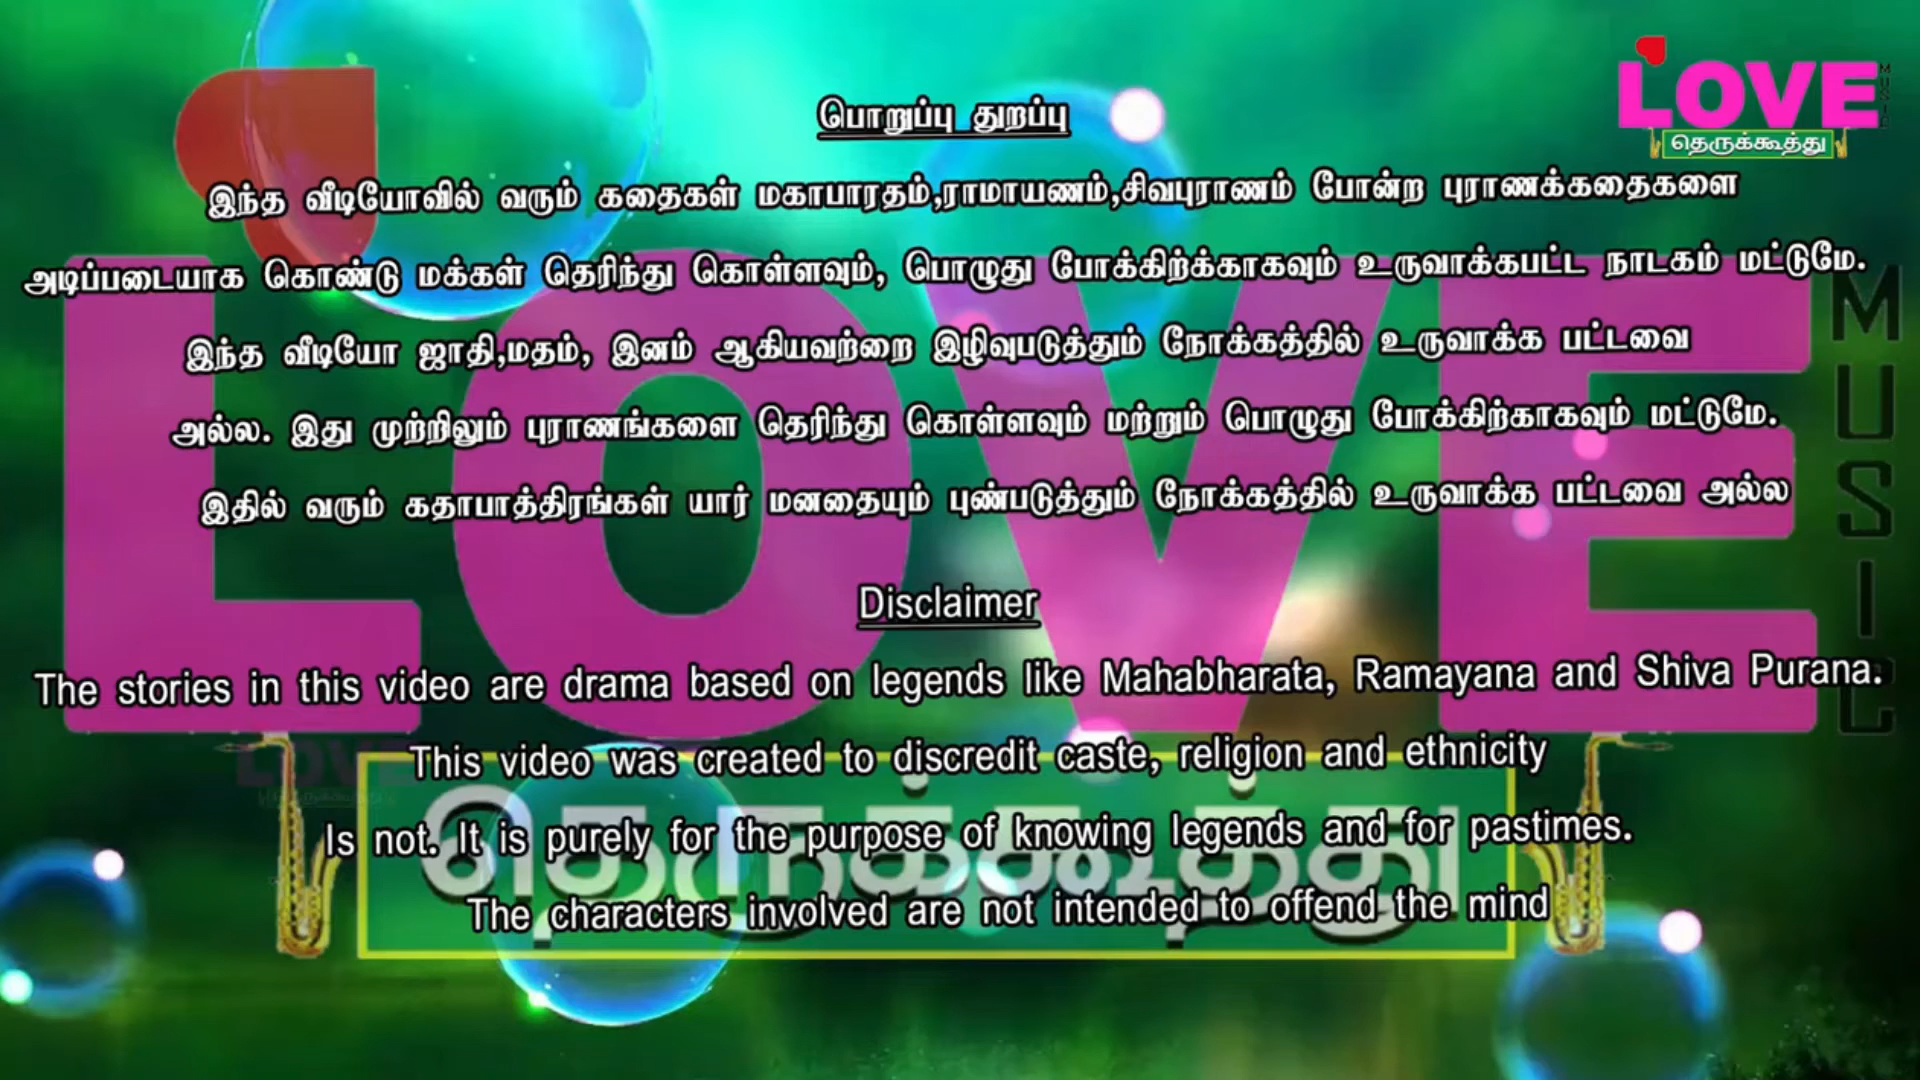 LOVE
MUSIC
தெருக்கூத்து
பொறுப்பு துறப்பு
இந்த வீடியோவில் வரும் கதைகள் மகாபாரதம்,ராமாயணம்,சிவபுராணம் போன்ற புராணக்கதைகளை
அடிப்படையாக கொண்டு மக்கள் தெரிந்து கொள்ளவும், பொழுது போக்கிற்க்காகவும் உருவாக்கபட்ட நாடகம் மட்டுமே.
இந்த வீடியோ ஜாதி,மதம், இனம் ஆகியவற்றை இழிவுபடுத்தும் நோக்கத்தில் உருவாக்க பட்டவை
அல்ல. இது முற்றிலும் புராணங்களை தெரிந்து கொள்ளவும் மற்றும் பொழுது போக்கிற்காகவும் மட்டுமே.
இதில் வரும் கதாபாத்திரங்கள் யார் மனதையும் புண்படுத்தும் நோக்கத்தில் உருவாக்க பட்டவை அல்ல
Disclaimer
The stories in this video are drama based on legends like Mahabharata, Ramayana and Shiva Purana.
This video was created to discredit caste, religion and ethnicity
Is not. It is purely for the purpose of knowing legends and for pastimes.
The characters involved are not intended to offend the mind
LOVE
MUSIC
தெருக்கூத்து